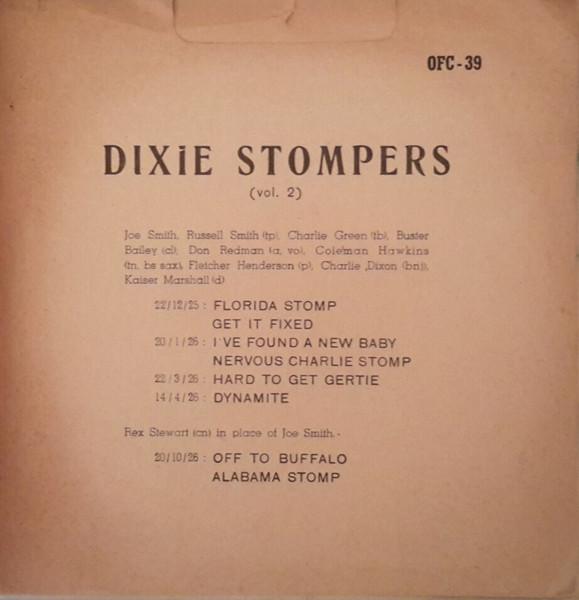 OFC-39
DIXiE STOMPERS
(vol. 2)
Joe Smith, Russell Smith (tp), Charlie Green (tb), Buster
Bailey (cl), Don Redman (a, vo), Coleman Hawkins
(tn, bs sax), Fletcher Henderson (p), Charlie Dixon (bnj),
Kaiser Marshall (d)
22/12/25 : FLORIDA STOMP
GET IT FIXED
20/1/26 : I'VE FOUND A NEW BABY
NERVOUS CHARLIE STOMP
22/3/26 : HARD TO GET GERTIE
14/4/26 : DYNAMITE
Rex Stewart (cn) in place of Joe Smith.-
20/10/26 : OFF TO BUFFALO
ALABAMA STOMP